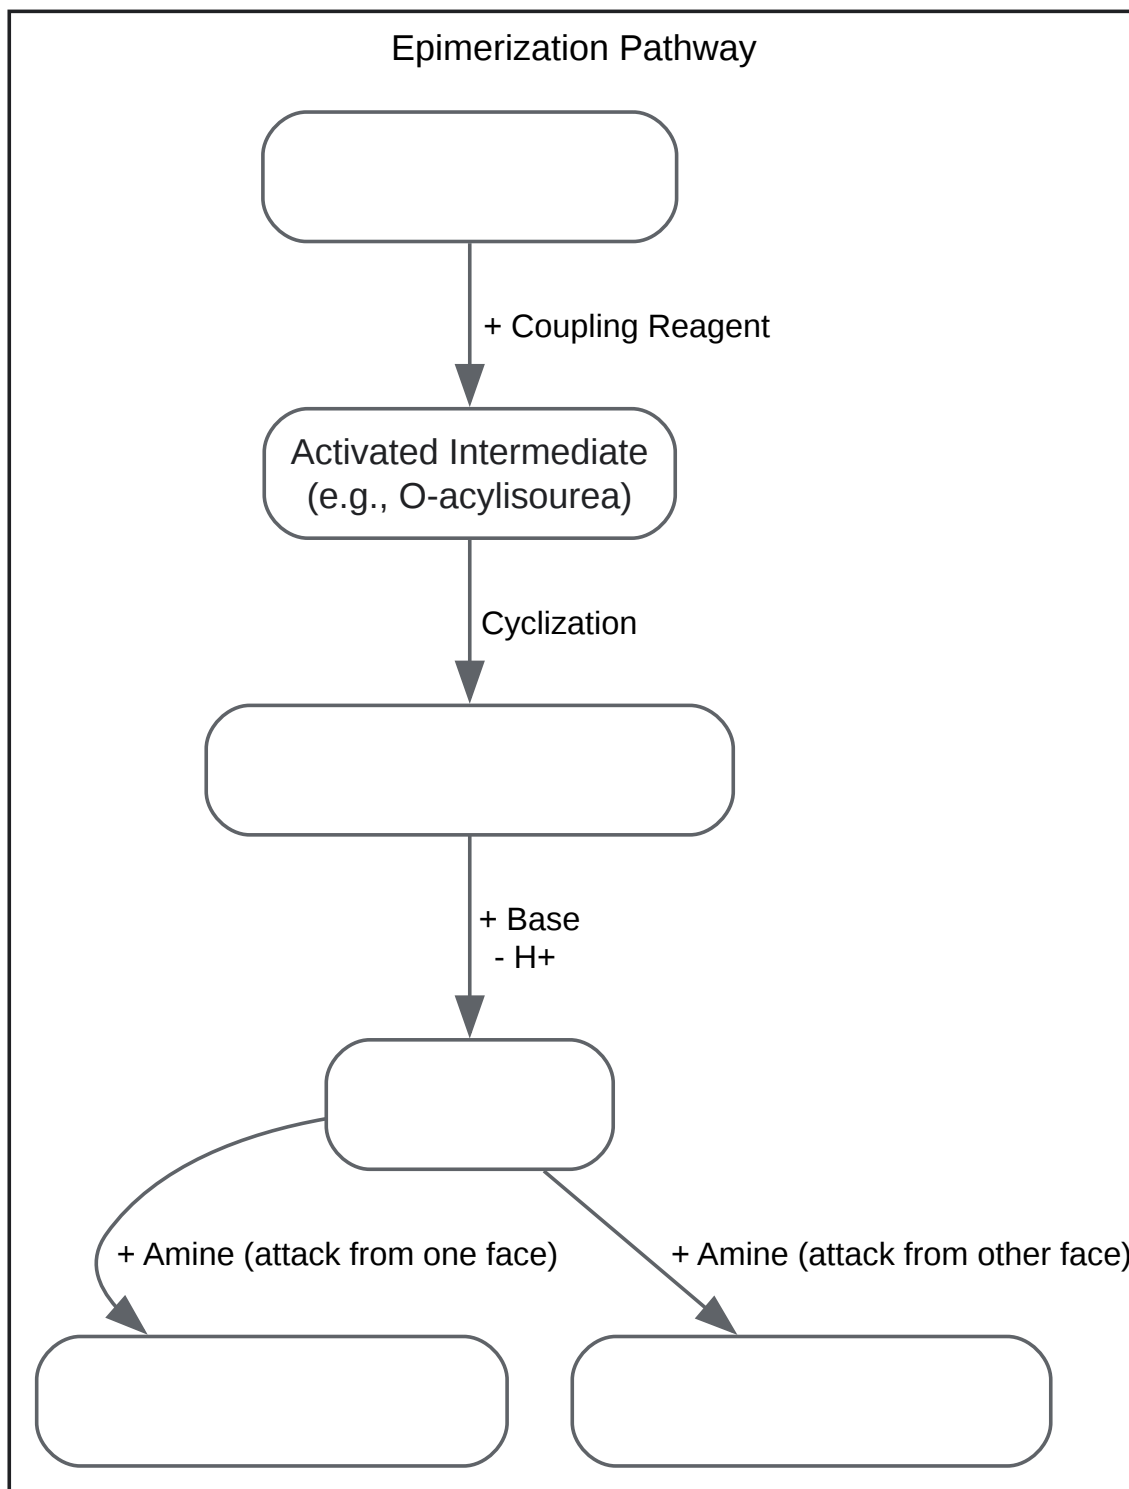 Epimerization Pathway
+ Coupling Reagent
Activated Intermediate
(e.g., O-acylisourea)
Cyclization
+ Base
- H+
+ Amine (attack from one face)
+ Amine (attack from other face)